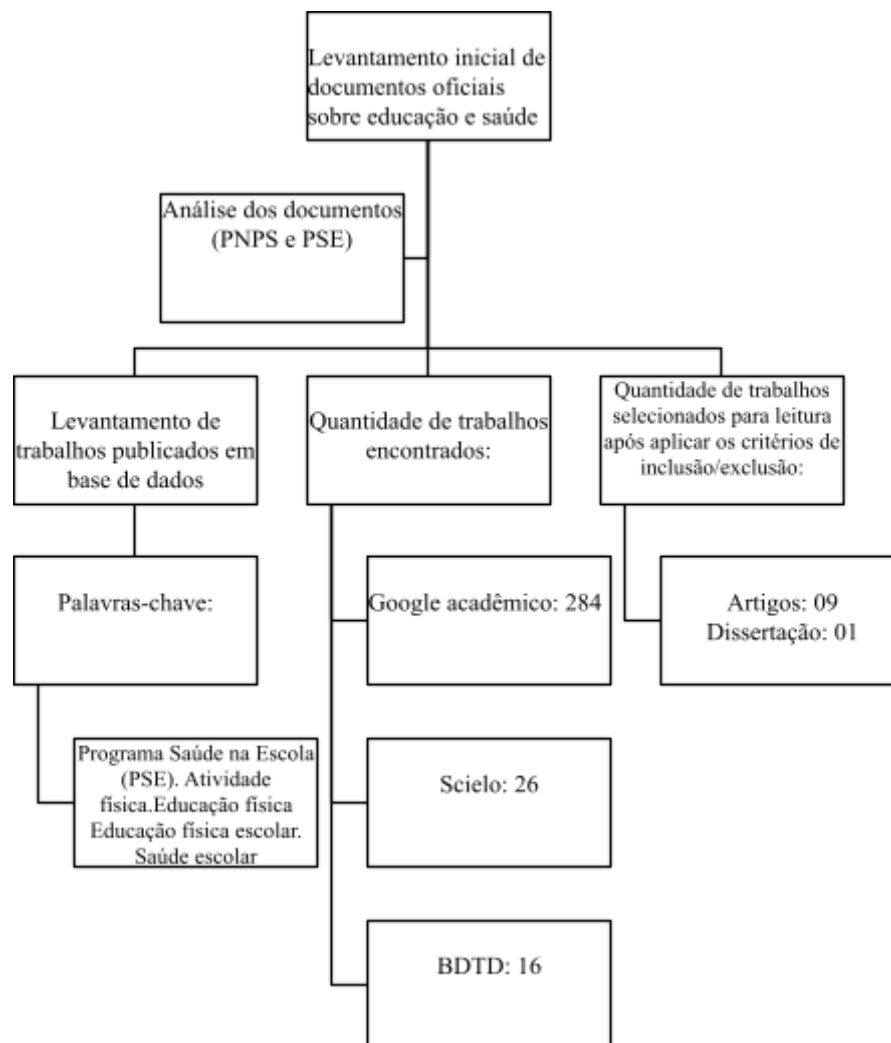 Levantamento inicial de
documentos oficiais
sobre educação e saúde
Análise dos documentos
(PNPS e PSE)
Levantamento de
trabalhos publicados em
base de dados
Quantidade de trabalhos
encontrados:
Quantidade de trabalhos
selecionados para leitura
após aplicar os critérios de
inclusão/exclusão:
Palavras-chave:
Google acadêmico: 284
Artigos: 09
Dissertação: 01
Programa Saúde na Escola
(PSE). Atividade
física.Educação física
Educação física escolar.
Saúde escolar
Scielo: 26
BDTD: 16